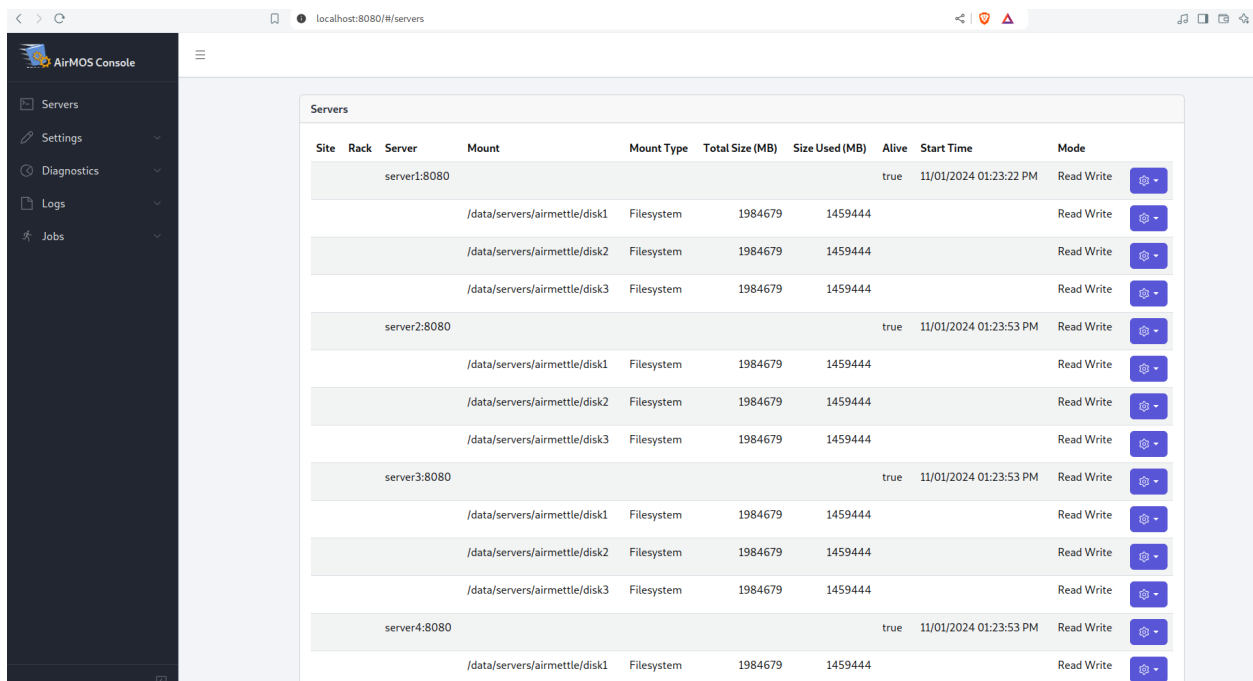 localhost:8080/#/servers
AirMOS Console
Servers
Settings
Diagnostics
Logs
Jobs
Servers
Site Rack Server Mount Mount Type Total Size (MB) Size Used (MB) Alive Start Time Mode
server1:8080 true 11/01/2024 01:23:22 PM Read Write
/data/servers/airmettle/disk1 Filesystem 1984679 1459444 Read Write
/data/servers/airmettle/disk2 Filesystem 1984679 1459444 Read Write
/data/servers/airmettle/disk3 Filesystem 1984679 1459444 Read Write
server2:8080 true 11/01/2024 01:23:53 PM Read Write
/data/servers/airmettle/disk1 Filesystem 1984679 1459444 Read Write
/data/servers/airmettle/disk2 Filesystem 1984679 1459444 Read Write
/data/servers/airmettle/disk3 Filesystem 1984679 1459444 Read Write
server3:8080 true 11/01/2024 01:23:53 PM Read Write
/data/servers/airmettle/disk1 Filesystem 1984679 1459444 Read Write
/data/servers/airmettle/disk2 Filesystem 1984679 1459444 Read Write
/data/servers/airmettle/disk3 Filesystem 1984679 1459444 Read Write
server4:8080 true 11/01/2024 01:23:53 PM Read Write
/data/servers/airmettle/disk1 Filesystem 1984679 1459444 Read Write